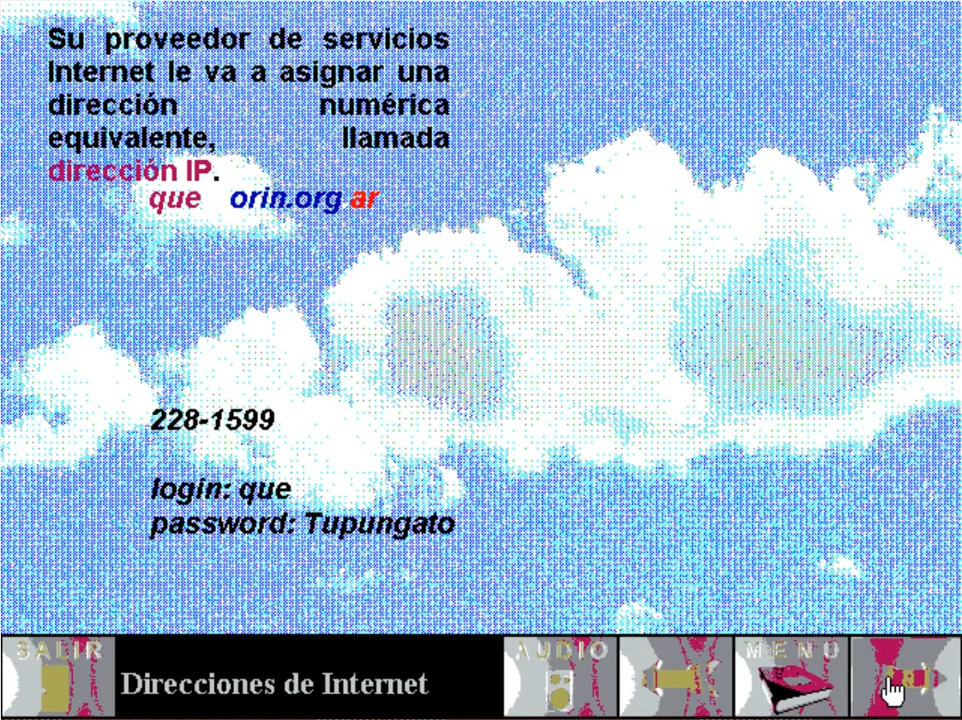 Su proveedor de servicios
Internet le va a asignar una
dirección numérica
equivalente, llamada
dirección IP.
que orin.org ar
228-1599
login: que
password: Tupungato
SALIR
Direcciones de Internet
AUDIO
MENU